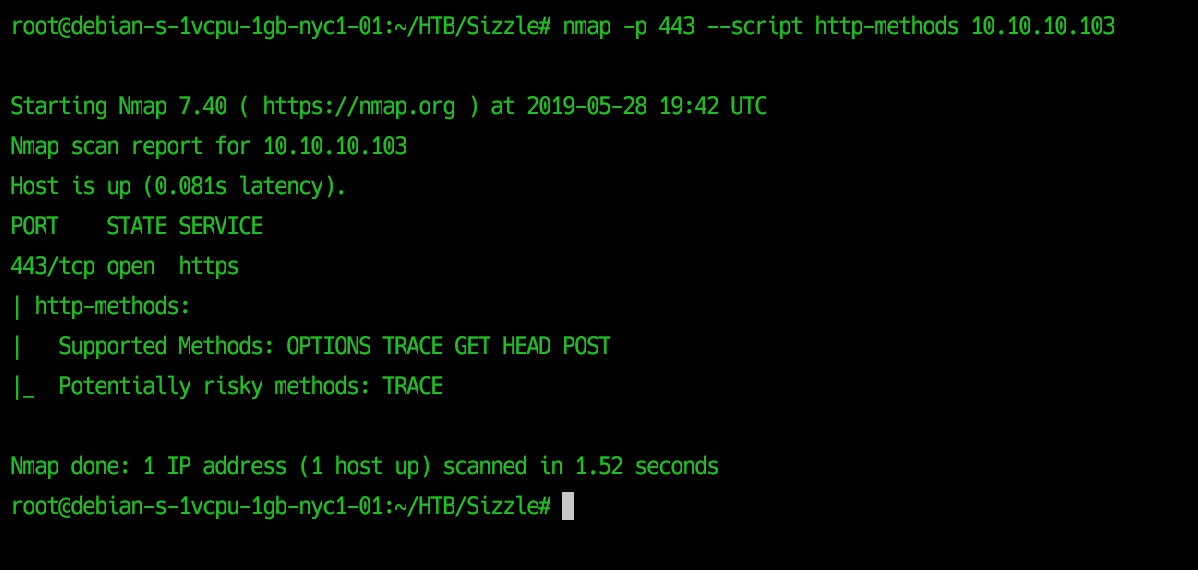 root@debian-s-1vcpu-1gb-nyc1-01:~/HTB/Sizzle# nmap -p 443 --script http-methods 10.10.10.103
Starting Nmap 7.40 ( https://nmap.org ) at 2019-05-28 19:42 UTC
Nmap scan report for 10.10.10.103
Host is up (0.081s latency).
PORT    STATE SERVICE
443/tcp open  https
| http-methods:
|   Supported Methods: OPTIONS TRACE GET HEAD POST
|_  Potentially risky methods: TRACE
Nmap done: 1 IP address (1 host up) scanned in 1.52 seconds
root@debian-s-1vcpu-1gb-nyc1-01:~/HTB/Sizzle#